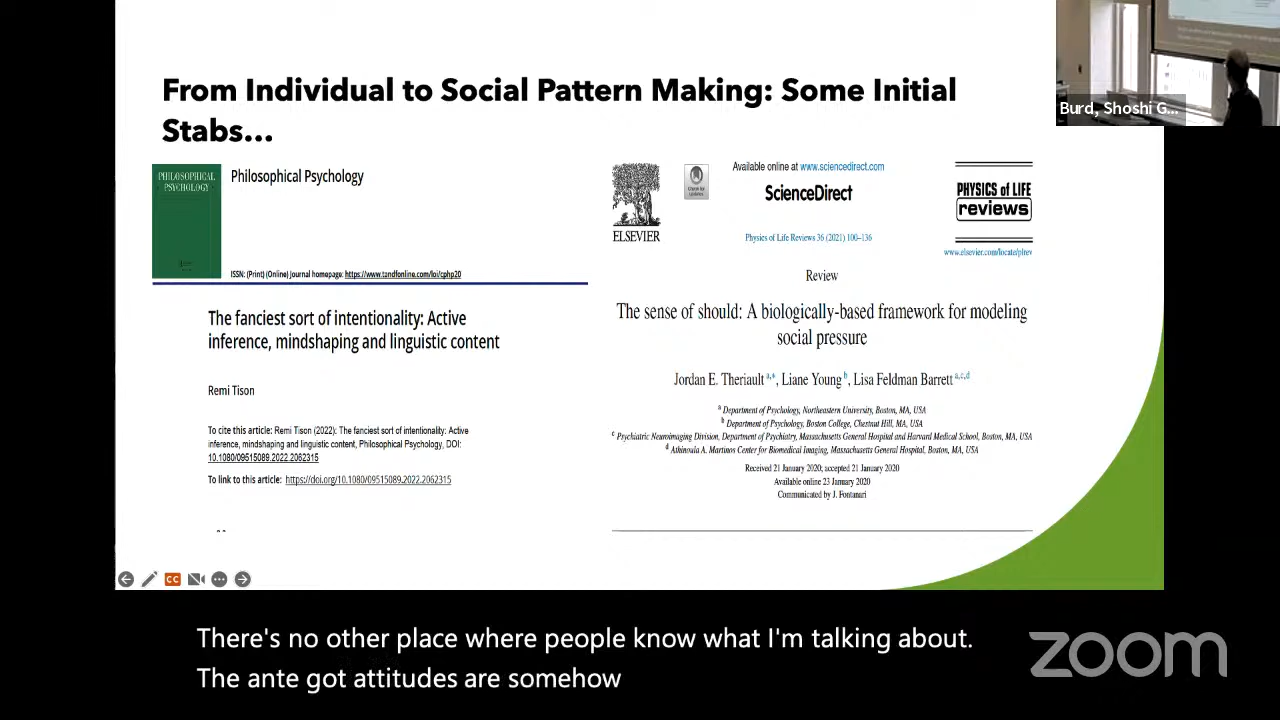 From Individual to Social Pattern Making: Some Initial
Stabs...
PHILOSOPHICAL
PSYCHOLOGY
Philosophical Psychology
ISSN: (Print) (Online) Journal homepage: https://www.tandfonline.com/loi/cphp20
The fanciest sort of intentionality: Active
inference, mindshaping and linguistic content
Remi Tison
To cite this article: Remi Tison (2022): The fanciest sort of intentionality: Active
inference, mindshaping and linguistic content, Philosophical Psychology, DOI:
10.1080/09515089.2022.2062315
To link to this article: https://doi.org/10.1080/09515089.2022.2062315
ELSEVIER
Available online at www.sciencedirect.com
ScienceDirect
Physics of Life Reviews 36 (2021) 100–136
PHYSICS of LIFE
reviews
www.elsevier.com/locate/plrev
Review
The sense of should: A biologically-based framework for modeling
social pressure
Jordan E. Theriault a,*, Liane Young b, Lisa Feldman Barrett a,c,d
a Department of Psychology, Northeastern University, Boston, MA, USA
b Department of Psychology, Boston College, Chestnut Hill, MA, USA
c Psychiatric Neuroimaging Division, Department of Psychiatry, Massachusetts General Hospital and Harvard Medical School, Boston, MA, USA
d Athinoula A. Martinos Center for Biomedical Imaging, Massachusetts General Hospital, Boston, MA, USA
Received 21 January 2020; accepted 21 January 2020
Available online 23 January 2020
Communicated by J. Fontanari
Burd, Shoshi G...
CC
There's no other place where people know what I'm talking about.
The ante got attitudes are somehow
zoom